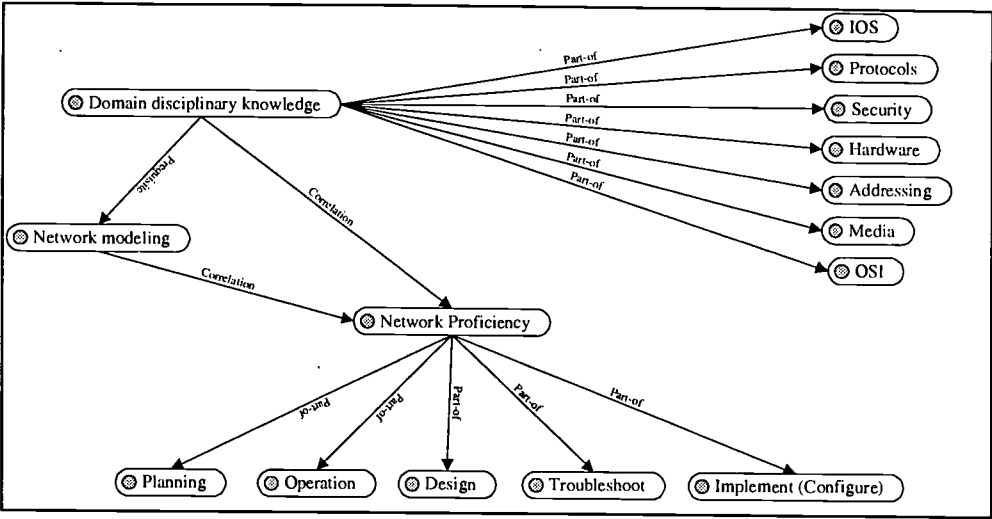 IOS
Part-of
Protocols
Part-of
Domain disciplinary knowledge
Part-of
Security
Part-of
Hardware
Part-of
Addressing
Part-of
Media
Part-of
OSI
Prequisite
Correlation
Network modeling
Correlation
Network Proficiency
Part-of
Part-of
Part-of
Part-of
Part-of
Planning
Operation
Design
Troubleshoot
Implement (Configure)